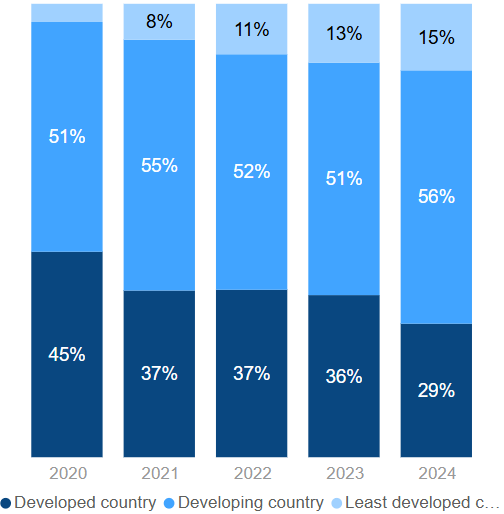 8% 11% 13% 15%
51% 55% 52% 51% 56%
45% 37% 37% 36% 29%
2020 2021 2022 2023 2024
Developed country Developing country Least developed c...